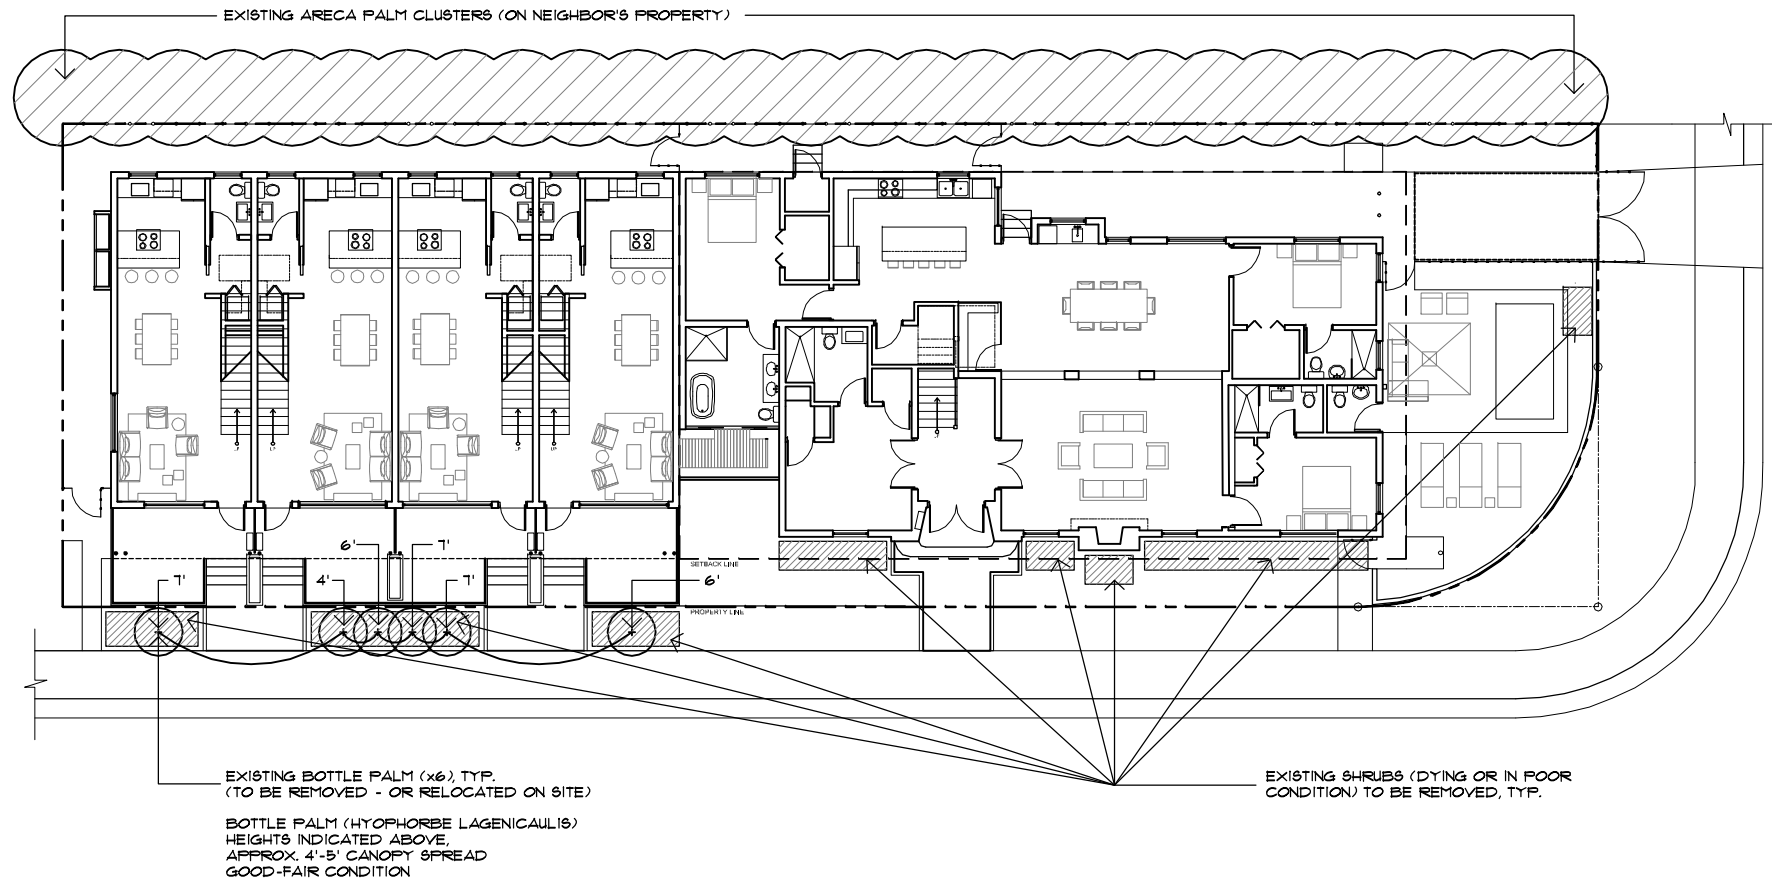 EXISTING ARECA PALM CLUSTERS (ON NEIGHBOR'S PROPERTY)
6'
7'
7'
4'
7'
6'
SETBACK LINE
PROPERTY LINE
EXISTING BOTTLE PALM (x6), TYP.
(TO BE REMOVED - OR RELOCATED ON SITE)
BOTTLE PALM (HYOPHORBE LAGENICAULIS)
HEIGHTS INDICATED ABOVE,
APPROX. 4'-5' CANOPY SPREAD
GOOD-FAIR CONDITION
EXISTING SHRUBS (DYING OR IN POOR
CONDITION) TO BE REMOVED, TYP.